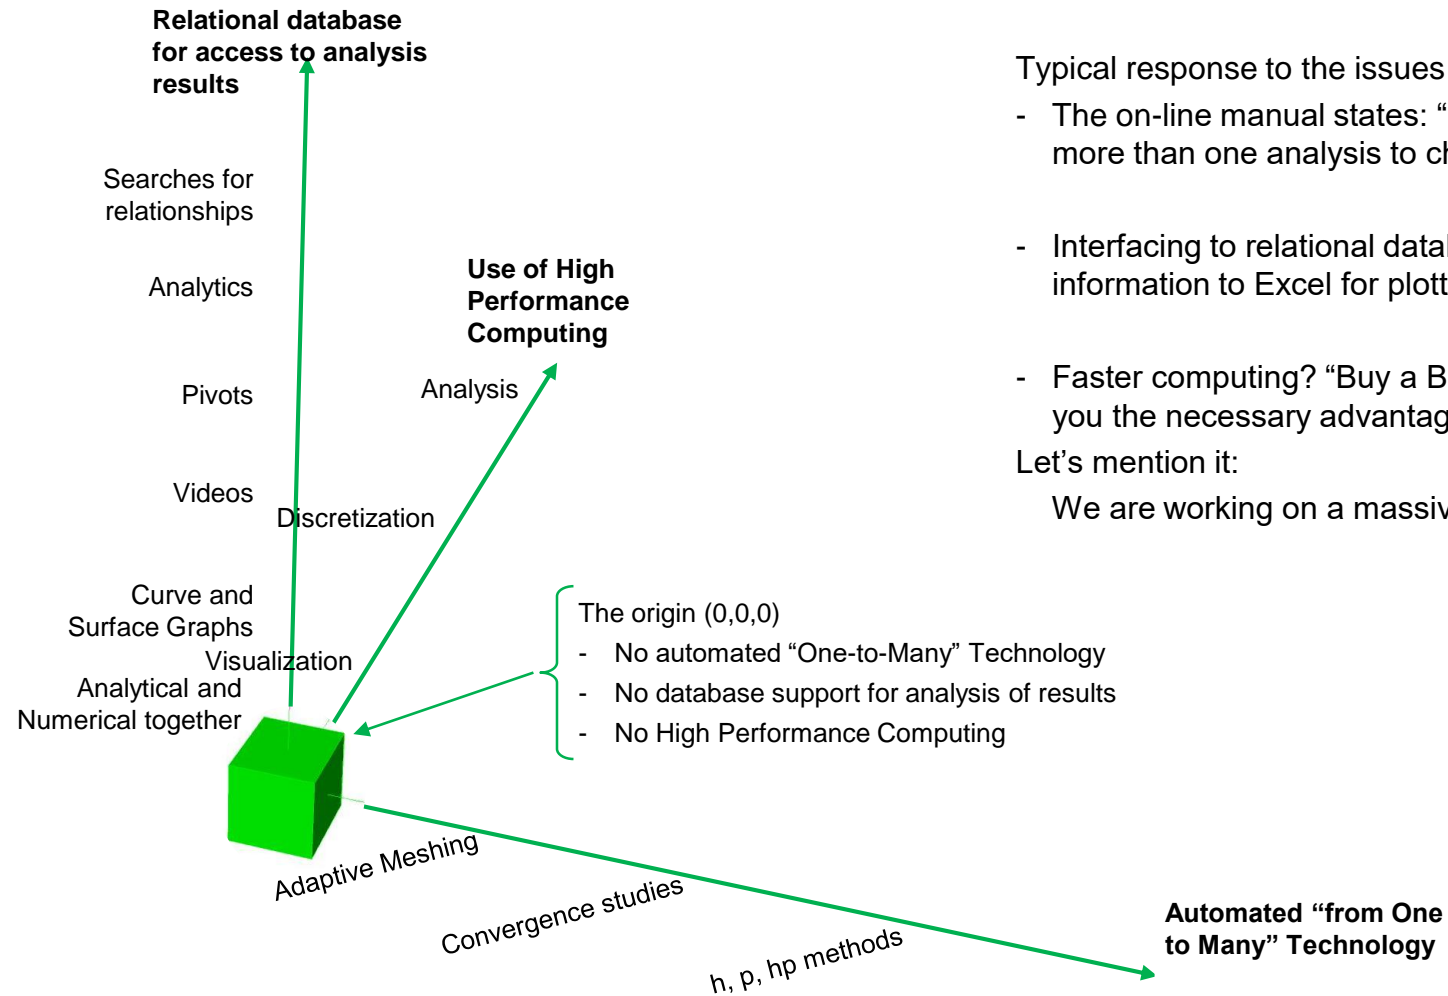 Relational database
for access to analysis
results
Searches for
relationships
Analytics
Pivots
Videos
Curve and
Surface Graphs
Analytical and
Numerical together
Use of High
Performance
Computing
Analysis
Discretization
Visualization
The origin (0,0,0)
- No automated “One-to-Many” Technology
- No database support for analysis of results
- No High Performance Computing
Adaptive Meshing
Convergence studies
h, p, hp methods
Automated “from One
to Many” Technology
Typical response to the issues
- The on-line manual states: “
more than one analysis to
- Interfacing to relational
information to Excel for
- Faster computing? “Buy a
you the necessary
Let’s mention it:
We are working on a